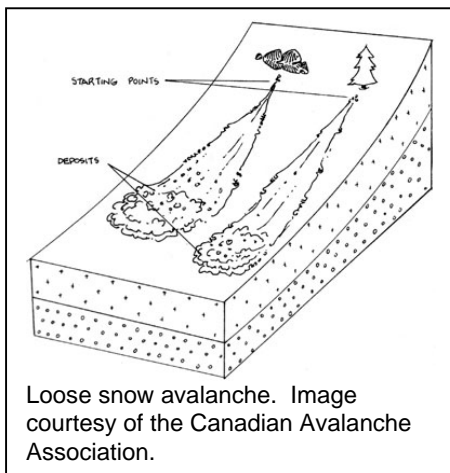 STARTING POINTS
DEPOSITS
Loose snow avalanche. Image
courtesy of the Canadian Avalanche
Association.